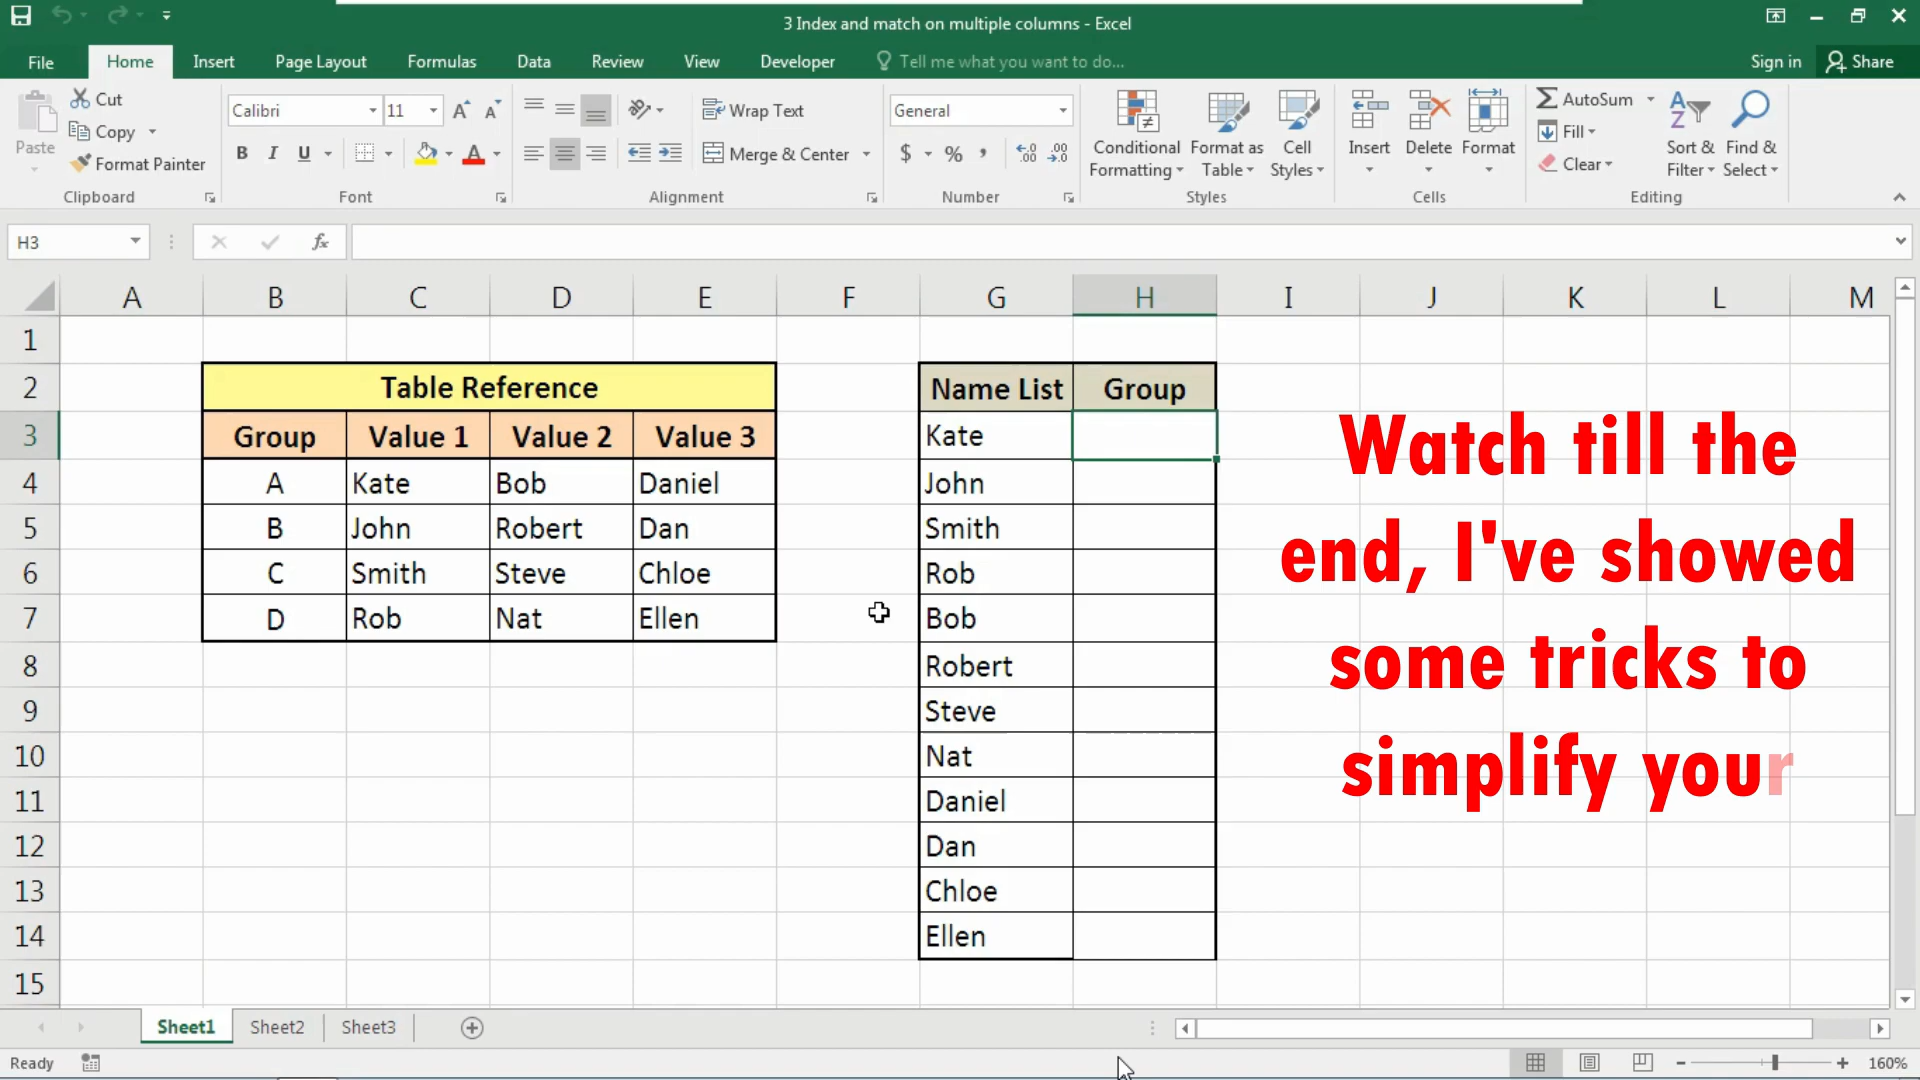 3 Index and match on multiple columns - Excel
File Home Insert Page Layout Formulas Data Review View Developer Tell me what you want to do... Sign in Share
Paste
Cut
Copy
Format Painter
Clipboard
Calibri 11
B I U A
Font
Wrap Text
Merge & Center
Alignment
General
$ % ,
Number
Conditional Formatting
Format as Table
Cell Styles
Styles
Insert Delete Format
Cells
AutoSum
Fill
Clear
Sort & Filter
Find & Select
Editing
H3 fx
A B C D E F G H I J K L M
1
2 Table Reference Name List Group
3 Group Value 1 Value 2 Value 3 Kate
4 A Kate Bob Daniel John
5 B John Robert Dan Smith
6 C Smith Steve Chloe Rob
7 D Rob Nat Ellen Bob
8 Robert
9 Steve
10 Nat
11 Daniel
12 Dan
13 Chloe
14 Ellen
15
Watch till the
end, I've showed
some tricks to
simplify your
Sheet1 Sheet2 Sheet3
Ready 160%